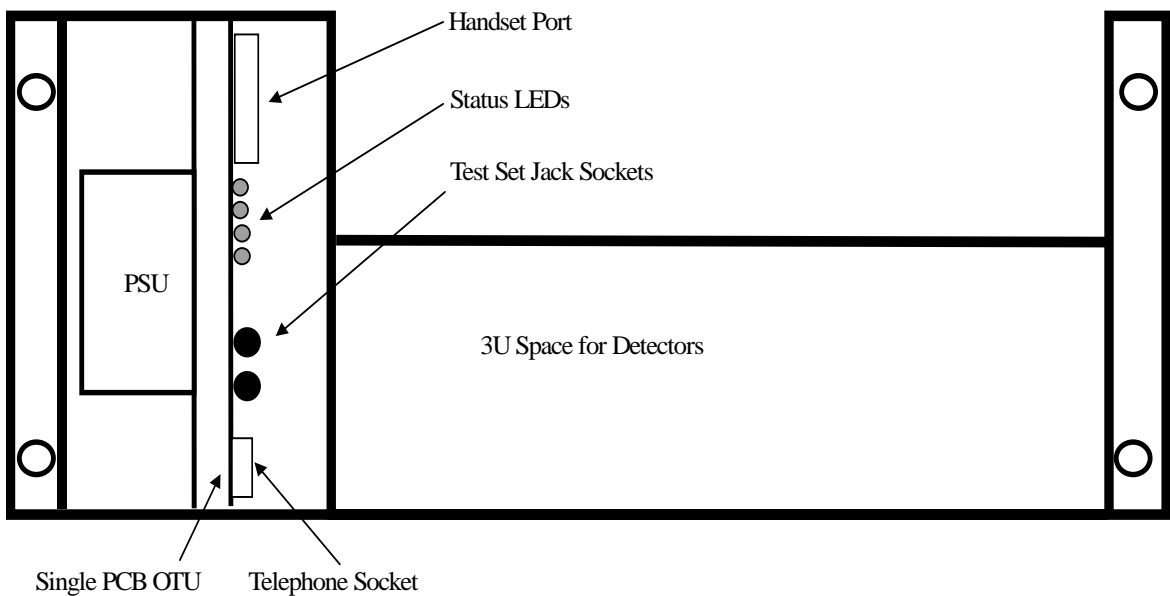 Handset Port
Status LEDs
Test Set Jack Sockets
PSU
3U Space for Detectors
Single PCB OTU
Telephone Socket